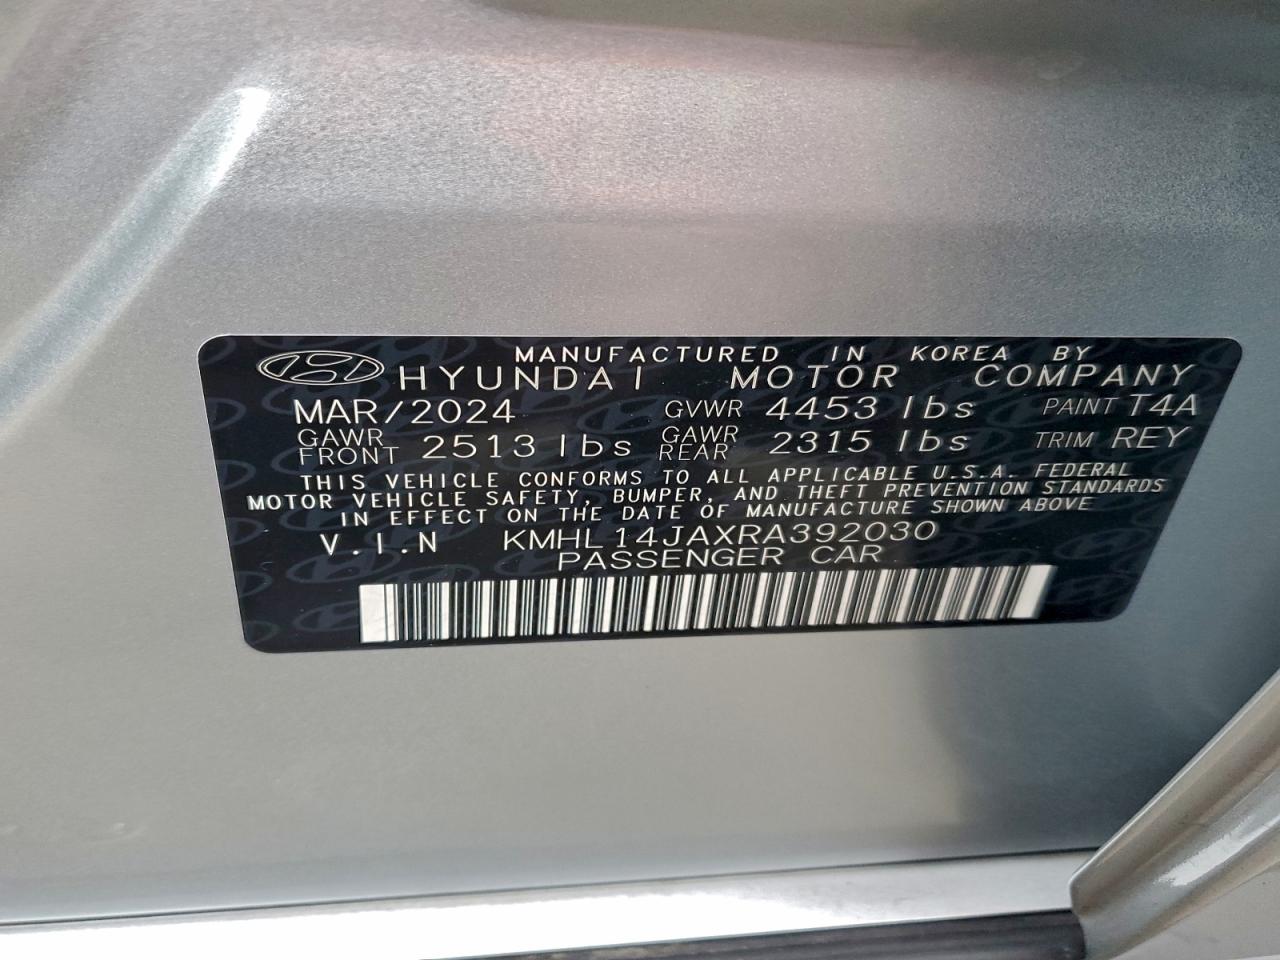 MANUFACTURED IN KOREA BY
HYUNDAI MOTOR COMPANY
MAR/2024 GVWR 4453 lbs PAINT T4A
GAWR FRONT 2513 lbs GAWR REAR 2315 lbs TRIM REY
THIS VEHICLE CONFORMS TO ALL APPLICABLE U.S.A. FEDERAL
MOTOR VEHICLE SAFETY, BUMPER, AND THEFT PREVENTION STANDARDS
IN EFFECT ON THE DATE OF MANUFACTURE SHOWN ABOVE
V.I.N KMHL14JAXRA392030
PASSENGER CAR